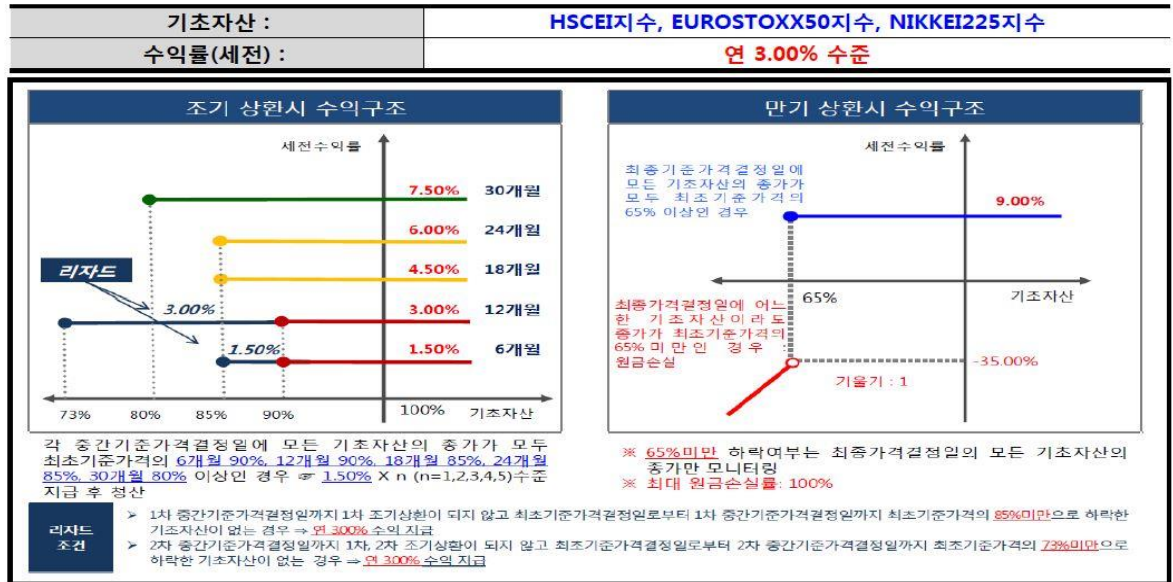 기초자산 :
HSCEI지수, EUROSTOXX50지수, NIKKEI225지수
수익률(세전) :
연 3.00% 수준
조기 상환시 수익구조
세전수익률
7.50% 30개월
6.00% 24개월
4.50% 18개월
리자드
3.00%
3.00% 12개월
1.50%
1.50% 6개월
73% 80% 85% 90% 100% 기초자산
각 중간기준가격결정일에 모든 기초자산의 종가가 모두
최초기준가격의 6개월 90%, 12개월 90%, 18개월 85%, 24개월
85%, 30개월 80% 이상인 경우 ☞ 1.50% X n (n=1,2,3,4,5)수준
지급 후 청산
만기 상환시 수익구조
세전수익률
최종기준가격결정일에
모든 기초자산의 종가가
모두 최초기준가격의
65% 이상인 경우
9.00%
65%
기초자산
최종가격결정일에 어느
한 기초자산이라도
종가가 최초기준가격의
65%미만인 경우 :
원금손실
-35.00%
기울기 : 1
※ 65%미만 하락여부는 최종가격결정일의 모든 기초자산의
종가만 모니터링
※ 최대 원금손실률: 100%
리자드
조건
➢ 1차 중간기준가격결정일까지 1차 조기상환이 되지 않고 최초기준가격결정일로부터 1차 중간기준가격결정일까지 최초기준가격의 85%미만으로 하락한
기초자산이 없는 경우 ⇒ 연 3.00% 수익 지급
➢ 2차 중간기준가격결정일까지 1차, 2차 조기상환이 되지 않고 최초기준가격결정일로부터 2차 중간기준가격결정일까지 최초기준가격의 73%미만으로
하락한 기초자산이 없는 경우 ⇒ 연 3.00% 수익 지급